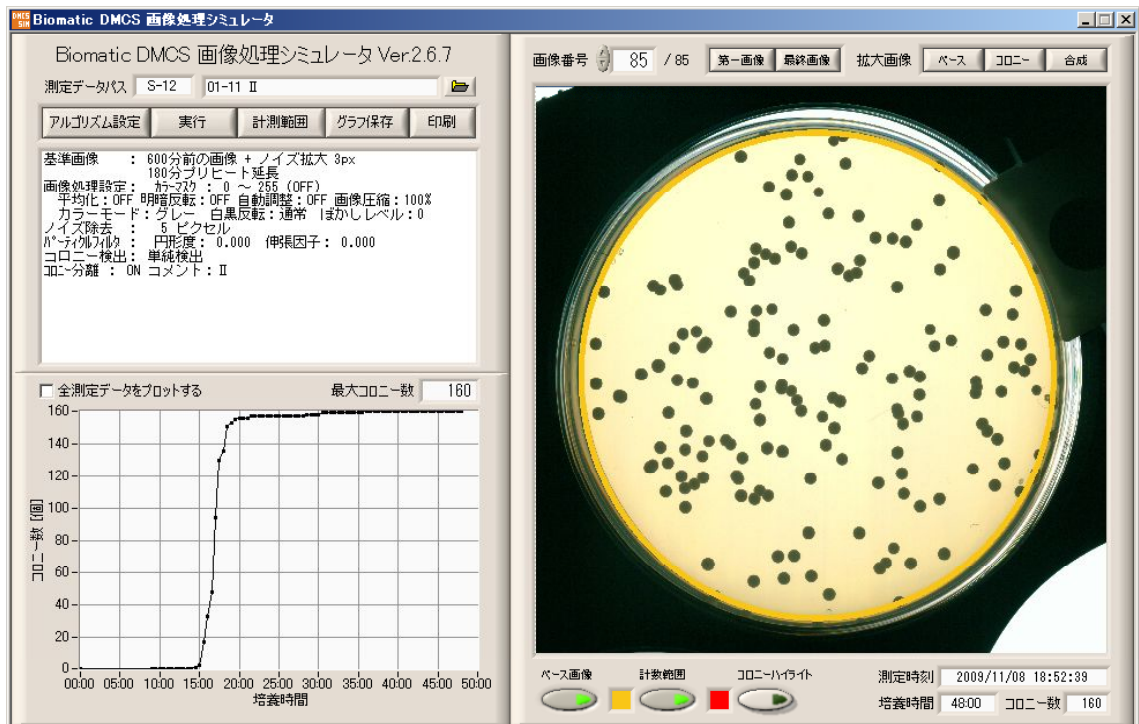 DMCS SIM Biomatic DMCS 画像処理シミュレータ
Biomatic DMCS 画像処理シミュレータ Ver.2.6.7
測定データパス S-12 01-11 Ⅱ
アルゴリズム設定 実行 計測範囲 グラフ保存 印刷
基準画像 : 600分前の画像 + ノイズ拡大 3px
180分プリヒート延長
画像処理設定: カラーマスク : 0 ～ 255 (OFF)
平均化:OFF 明暗反転:OFF 自動調整:OFF 画像圧縮:100%
カラーモード:グレー 白黒反転:通常 ぼかしレベル:0
ノイズ除去 : 5 ピクセル
パーティクルフィルタ : 円形度: 0.000 伸張因子: 0.000
コロニー検出: 単純検出
コロニー分離 : ON コメント:Ⅱ
全測定データをプロットする 最大コロニー数 160
コロニー数 [個]
160
140
120
100
80
60
40
20
0
00:00 05:00 10:00 15:00 20:00 25:00 30:00 35:00 40:00 45:00 50:00
培養時間
画像番号 85 / 85 第一画像 最終画像 拡大画像 ベース コロニー 合成
ベース画像 計数範囲 コロニーハイライト
測定時刻 2009/11/08 18:52:39
培養時間 48:00 コロニー数 160